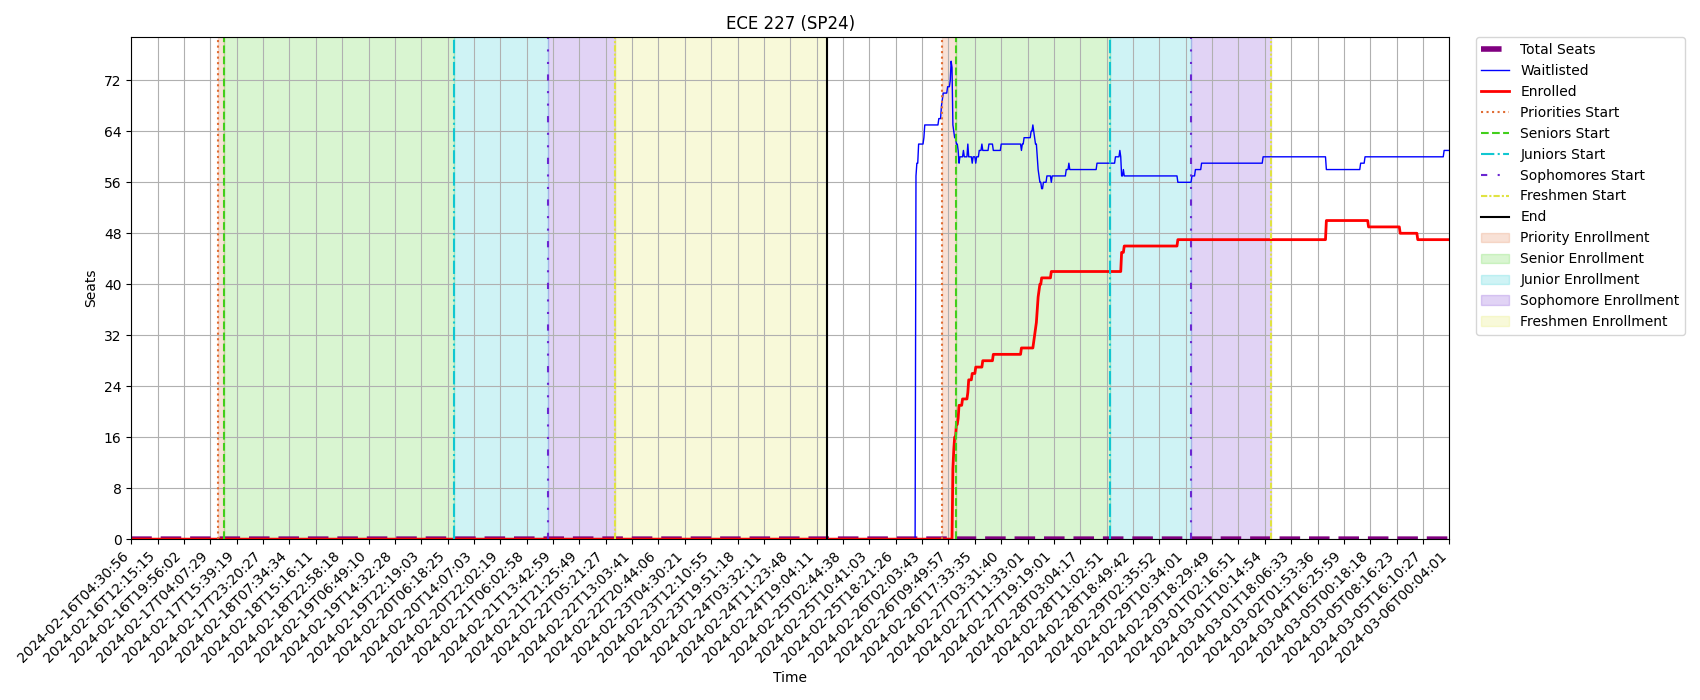 ECE 227 (SP24)
Seats
72
64
56
48
40
32
24
16
8
0
2024-02-16T04:30:56
2024-02-16T12:15:15
2024-02-16T19:56:02
2024-02-17T04:07:29
2024-02-17T15:39:19
2024-02-17T23:20:27
2024-02-18T07:34:34
2024-02-18T15:16:11
2024-02-18T22:58:18
2024-02-19T06:49:10
2024-02-19T14:32:28
2024-02-19T22:19:03
2024-02-20T06:18:25
2024-02-20T14:07:03
2024-02-20T22:02:19
2024-02-21T06:02:58
2024-02-21T13:42:59
2024-02-21T21:25:49
2024-02-22T05:21:27
2024-02-22T13:03:41
2024-02-22T20:44:06
2024-02-23T04:30:21
2024-02-23T12:10:55
2024-02-23T19:51:18
2024-02-24T03:32:11
2024-02-24T11:23:48
2024-02-24T19:04:11
2024-02-25T02:44:38
2024-02-25T10:41:03
2024-02-25T18:21:26
2024-02-26T02:03:43
2024-02-26T09:49:57
2024-02-26T17:33:35
2024-02-27T03:31:40
2024-02-27T11:33:01
2024-02-27T19:19:01
2024-02-28T03:04:17
2024-02-28T11:02:51
2024-02-28T18:49:42
2024-02-29T02:35:52
2024-02-29T10:34:01
2024-02-29T18:29:49
2024-03-01T02:16:51
2024-03-01T10:14:54
2024-03-01T18:06:33
2024-03-02T01:53:36
2024-03-04T16:25:59
2024-03-05T00:18:18
2024-03-05T08:16:23
2024-03-05T16:10:27
2024-03-06T00:04:01
Time
Total Seats
Waitlisted
Enrolled
Priorities Start
Seniors Start
Juniors Start
Sophomores Start
Freshmen Start
End
Priority Enrollment
Senior Enrollment
Junior Enrollment
Sophomore Enrollment
Freshmen Enrollment